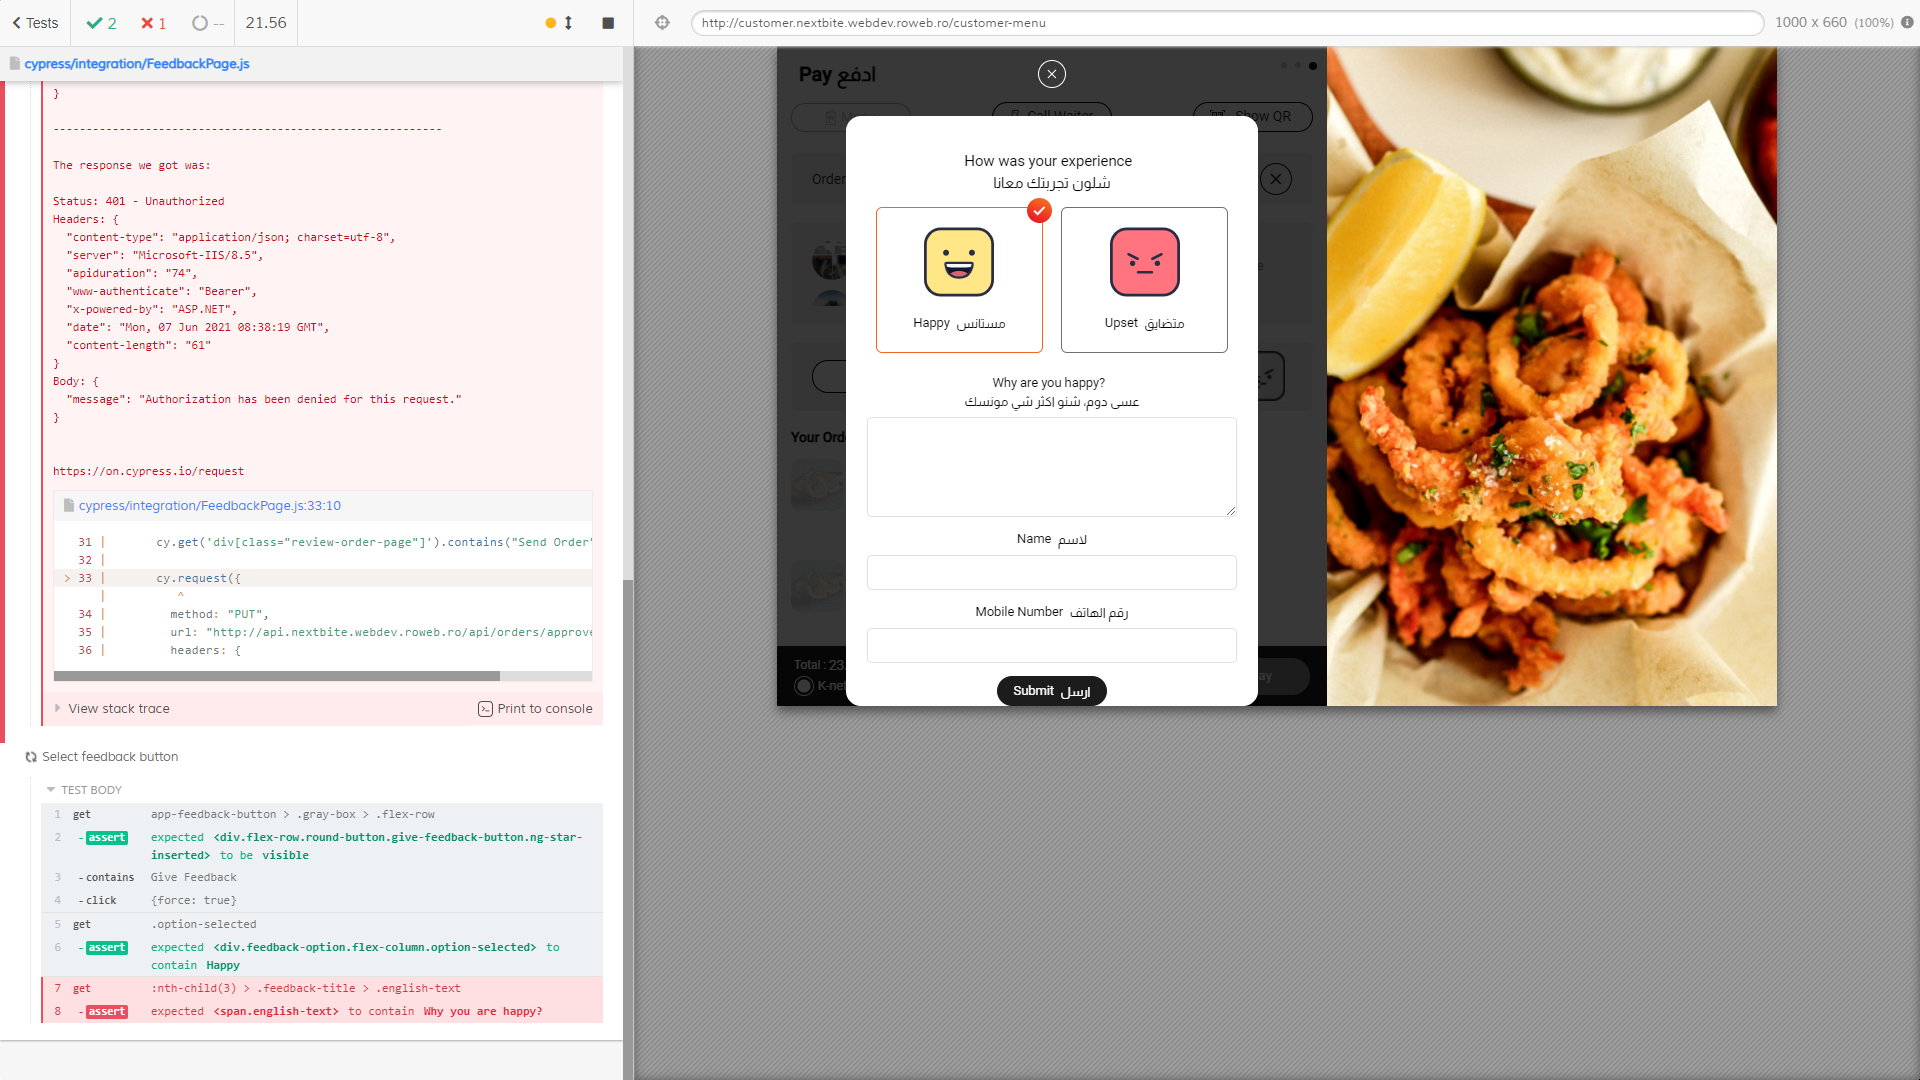 Tests
2
1
--
21.56
http://customer.nextbite.webdev.roweb.ro/customer-menu
1000 x 660 (100%)
cypress/integration/FeedbackPage.js
}
-----------------------------------------------------------
The response we got was:
Status: 401 - Unauthorized
Headers: {
"content-type": "application/json; charset=utf-8",
"server": "Microsoft-IIS/8.5",
"apiduration": "74",
"www-authenticate": "Bearer",
"x-powered-by": "ASP.NET",
"date": "Mon, 07 Jun 2021 08:38:19 GMT",
"content-length": "61"
}
Body: {
"message": "Authorization has been denied for this request."
}
https://on.cypress.io/request
cypress/integration/FeedbackPage.js:33:10
31 | cy.get('div[class="review-order-page"]').contains("Send Order"
32 |
> 33 | cy.request({
| ^
34 | method: "PUT",
35 | url: "http://api.nextbite.webdev.roweb.ro/api/orders/approve
36 | headers: {
View stack trace
Print to console
Select feedback button
TEST BODY
1 get app-feedback-button > .gray-box > .flex-row
2 -assert expected <div.flex-row.round-button.give-feedback-button.ng-star-
inserted> to be visible
3 -contains Give Feedback
4 -click {force: true}
5 get .option-selected
6 -assert expected <div.feedback-option.flex-column.option-selected> to
contain Happy
7 get :nth-child(3) > .feedback-title > .english-text
8 -assert expected <span.english-text> to contain Why you are happy?
Pay ادفع
Call Waiter
Show QR
Order
Your Ord
Total : 23.
K-ne
ay
How was your experience
شلون تجربتك معانا
Happy مستانس
Upset متضايق
Why are you happy?
عسى دوم، شنو اكثر شي مونسك
Name لاسم
Mobile Number رقم الهاتف
Submit ارسل